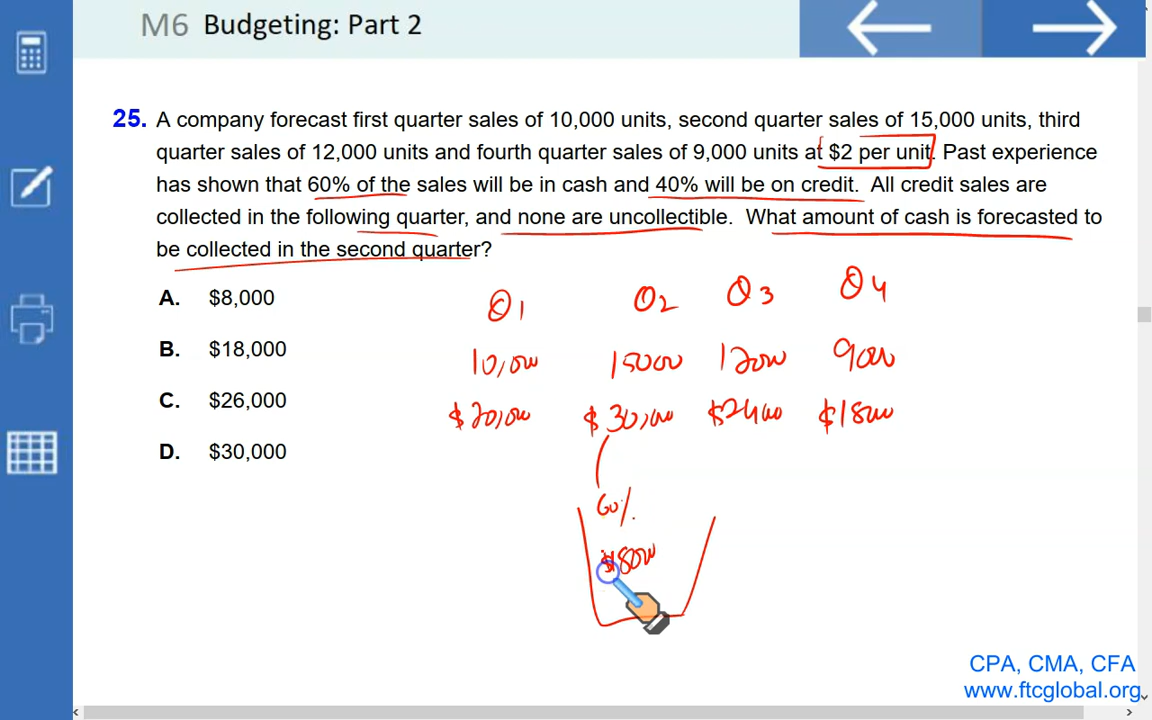 M6 Budgeting: Part 2
25. A company forecast first quarter sales of 10,000 units, second quarter sales of 15,000 units, third
quarter sales of 12,000 units and fourth quarter sales of 9,000 units at $2 per unit. Past experience
has shown that 60% of the sales will be in cash and 40% will be on credit. All credit sales are
collected in the following quarter, and none are uncollectible. What amount of cash is forecasted to
be collected in the second quarter?
A. $8,000
B. $18,000
C. $26,000
D. $30,000
Q1 Q2 Q3 Q4
10,000 15000 12000 9000
$20,000 $30,000 $24000 $18000
60%
$18000
CPA, CMA, CFA
www.ftcglobal.org